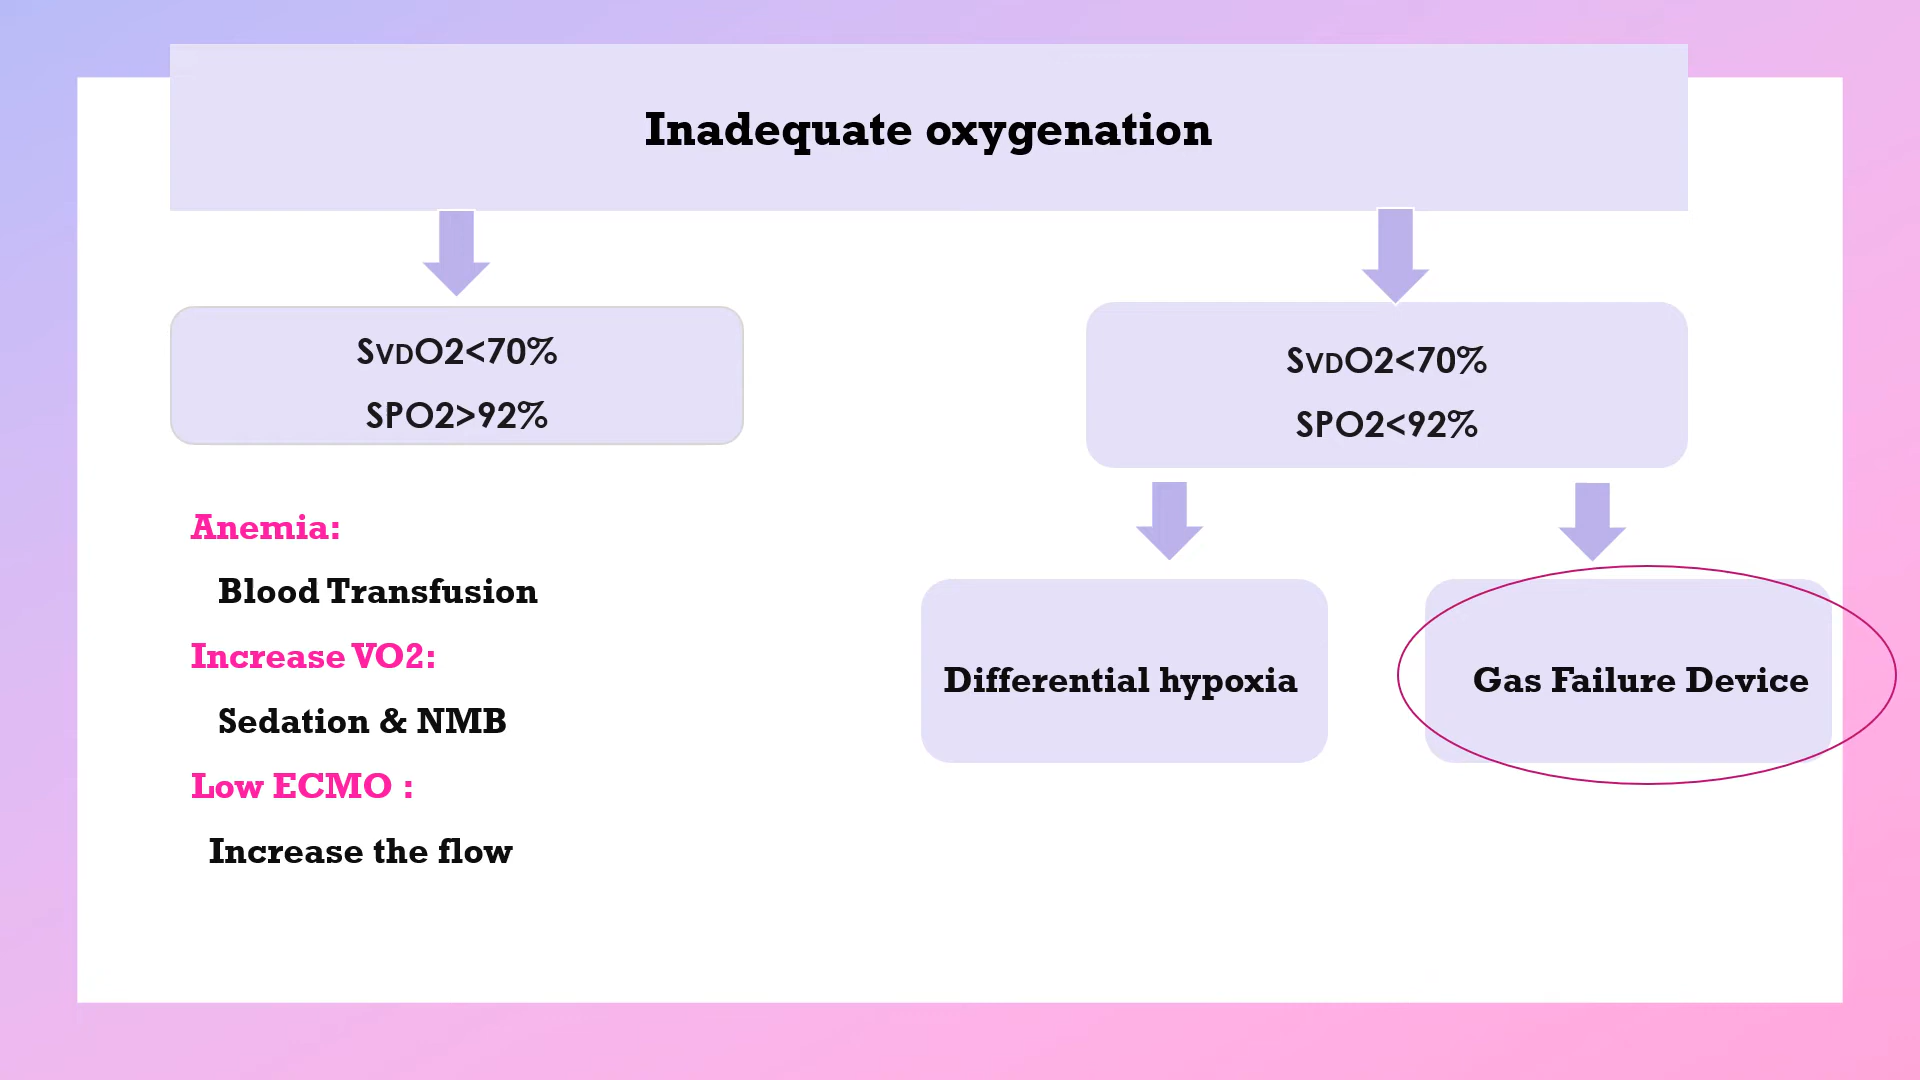 Inadequate oxygenation
SVDO2<70%
SPO2>92%
Anemia:
Blood Transfusion
Increase VO2:
Sedation & NMB
Low ECMO :
Increase the flow
SVDO2<70%
SPO2<92%
Differential hypoxia
Gas Failure Device